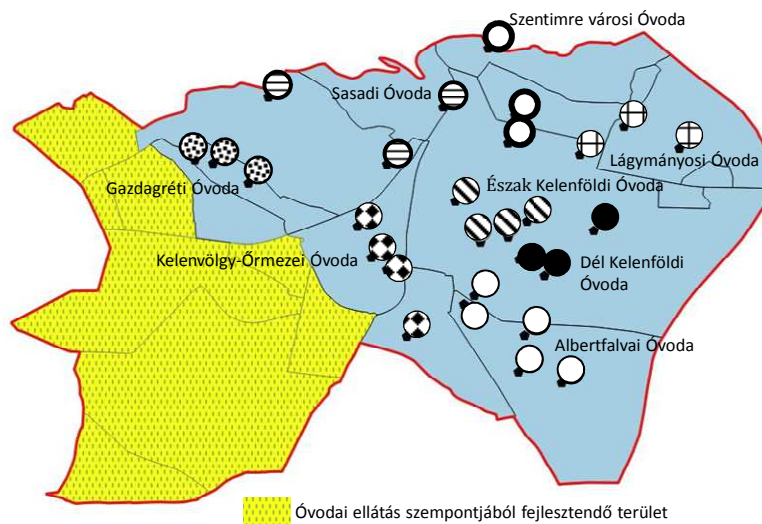 Szentimre városi Óvoda
Sasadi Óvoda
Lágymányosi Óvoda
Gazdagréti Óvoda
Észak Kelenföldi Óvoda
Kelenvölgy-Őrmezei Óvoda
Dél Kelenföldi
Óvoda
Albertfalvai Óvoda
Óvodai ellátás szempontjából fejlesztendő terület